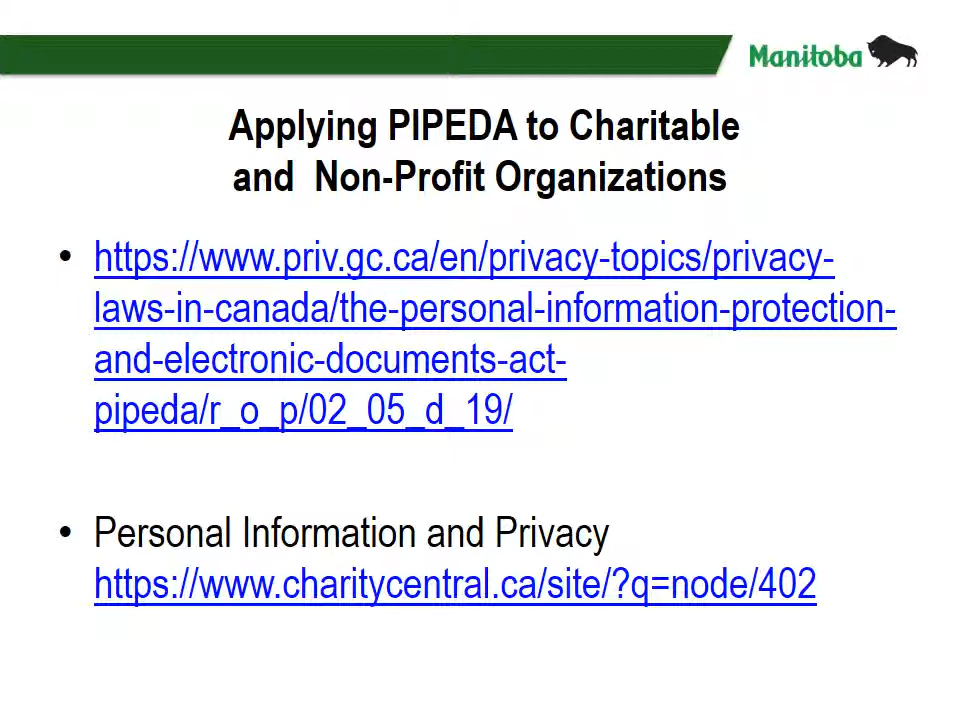 Manitoba
Applying PIPEDA to Charitable
and  Non-Profit Organizations
• https://www.priv.gc.ca/en/privacy-topics/privacy-
laws-in-canada/the-personal-information-protection-
and-electronic-documents-act-
pipeda/r_o_p/02_05_d_19/
• Personal Information and Privacy
https://www.charitycentral.ca/site/?q=node/402